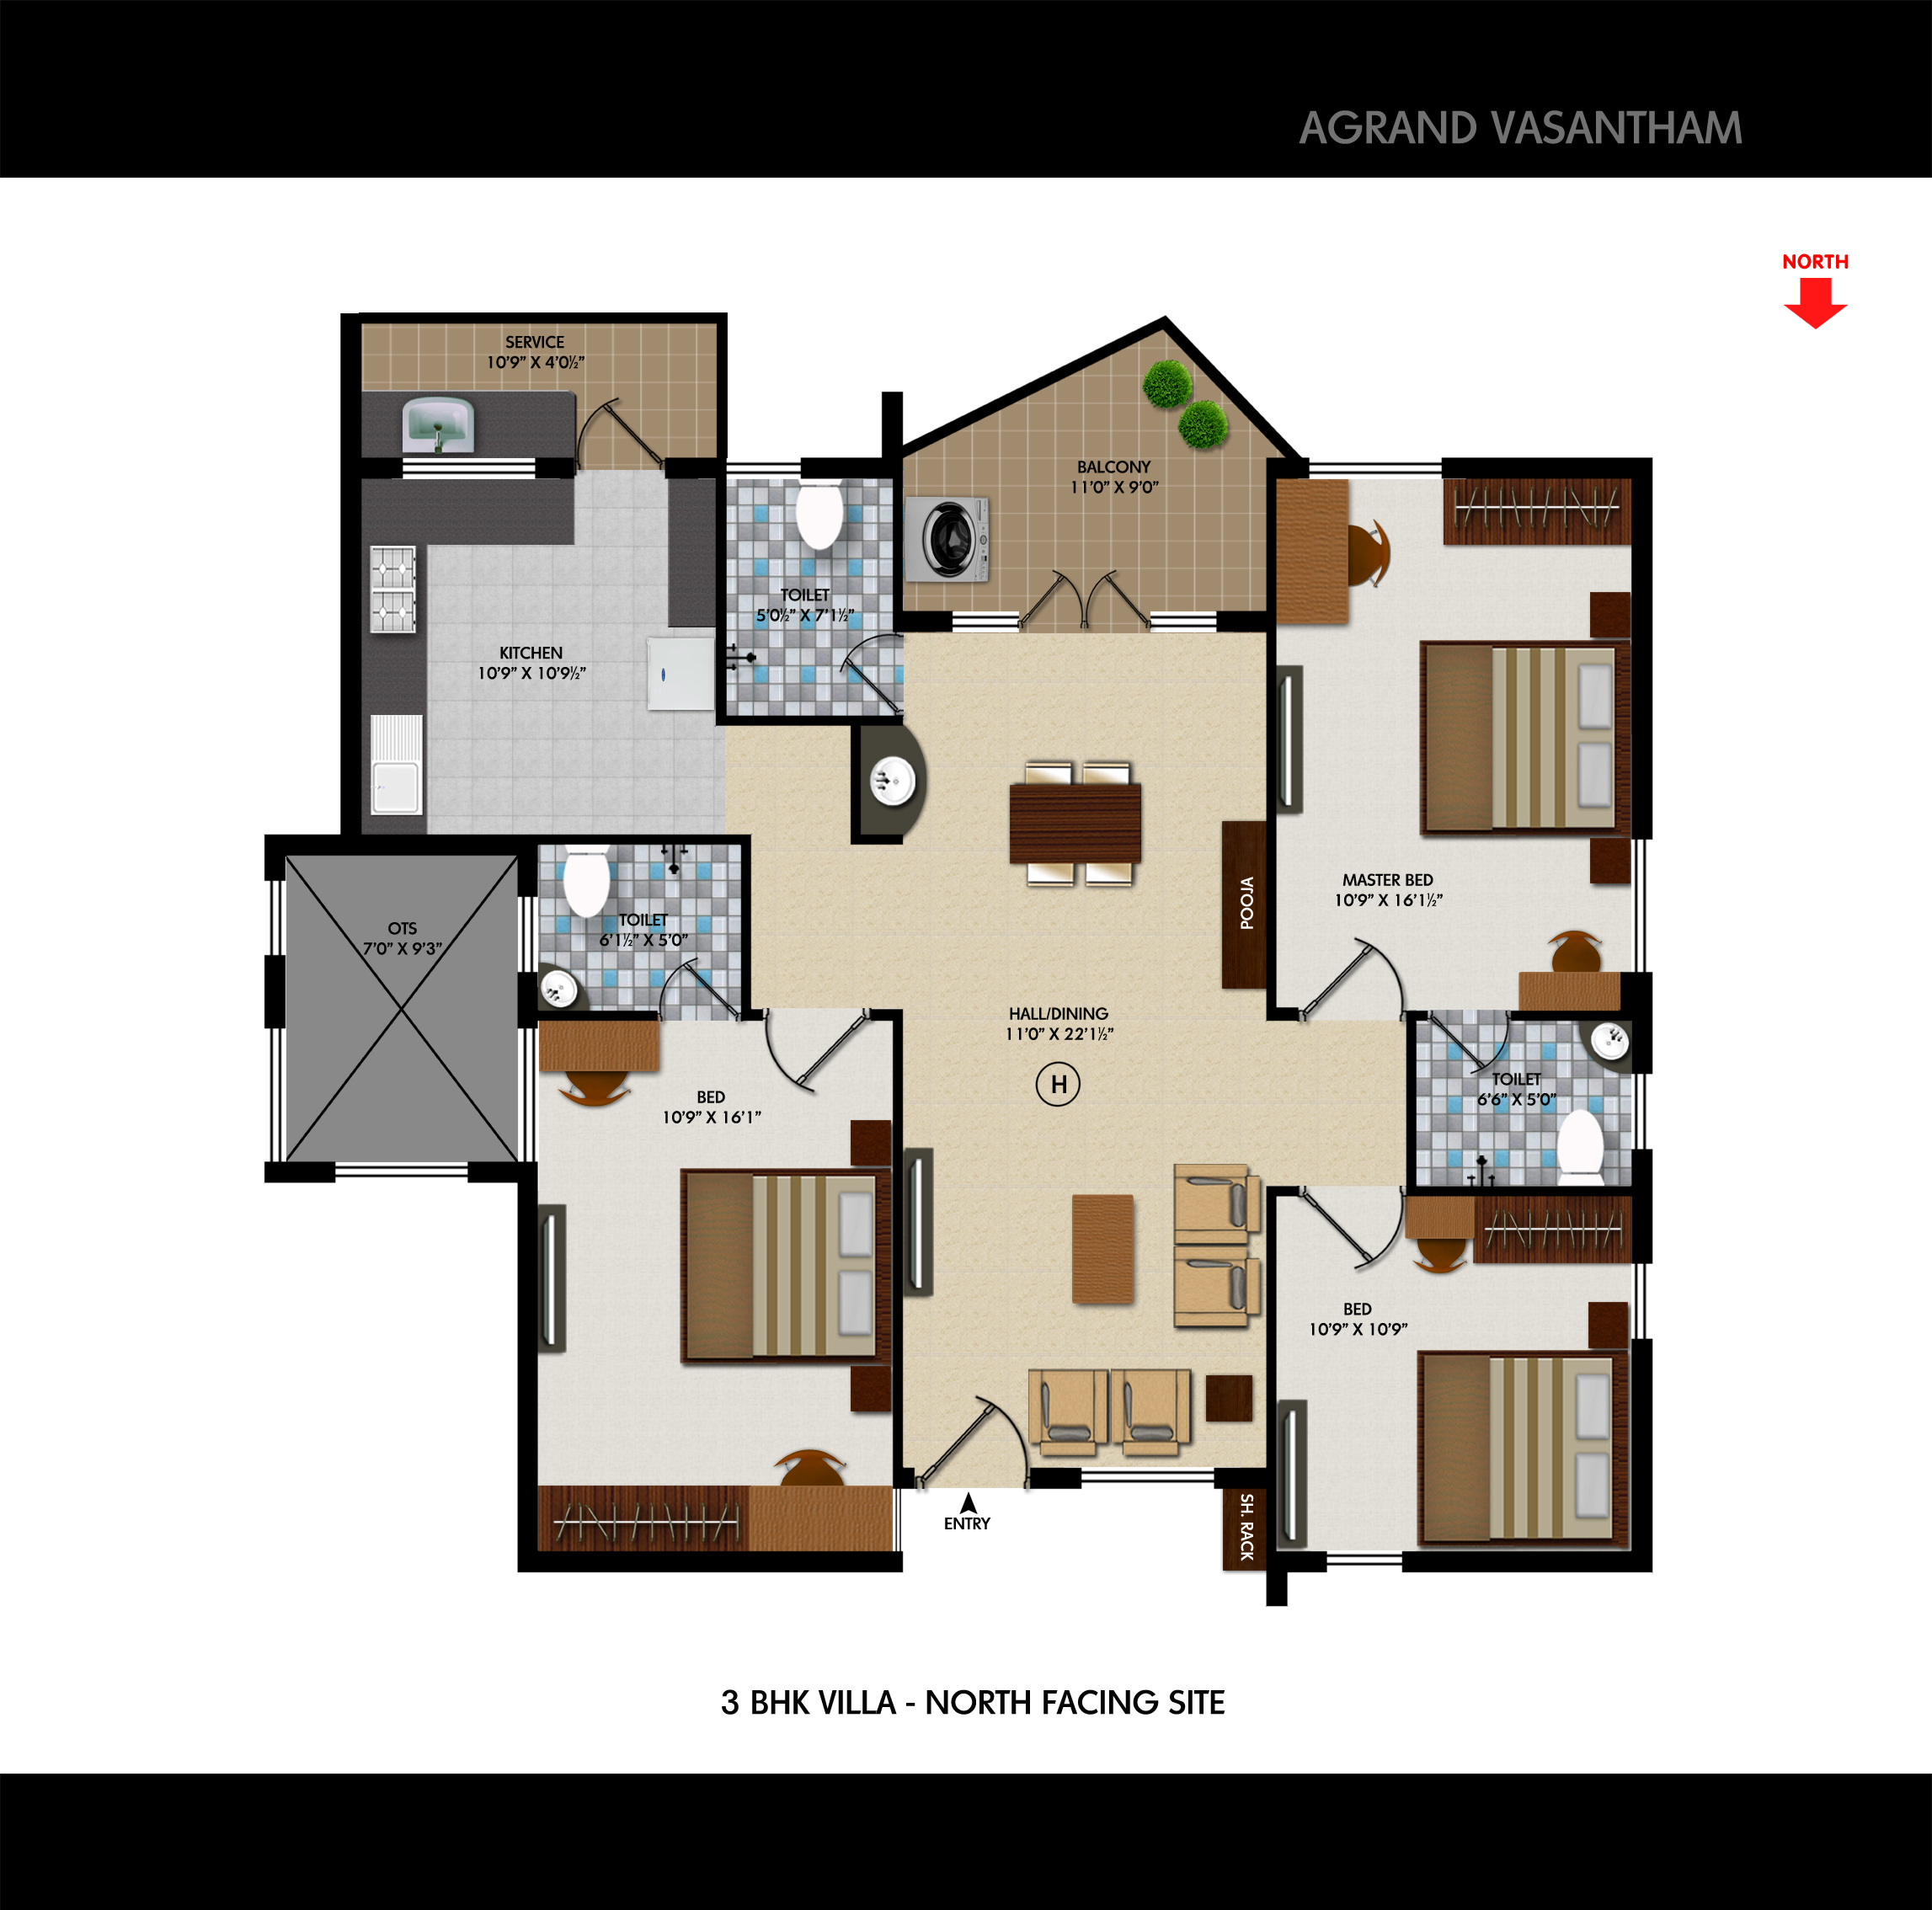 AGRAND VASANTHAM
NORTH
SERVICE
10'9" X 4'0½"
BALCONY
11'0" X 9'0"
TOILET
5'0½" X 7'1½"
KITCHEN
10'9" X 10'9½"
MASTER BED
10'9" X 16'1½"
POOJA
OTS
7'0" X 9'3"
TOILET
6'1½" X 5'0"
HALL/DINING
11'0" X 22'1½"
H
TOILET
6'6" X 5'0"
BED
10'9" X 16'1"
BED
10'9" X 10'9"
ENTRY
SH. RACK
3 BHK VILLA - NORTH FACING SITE